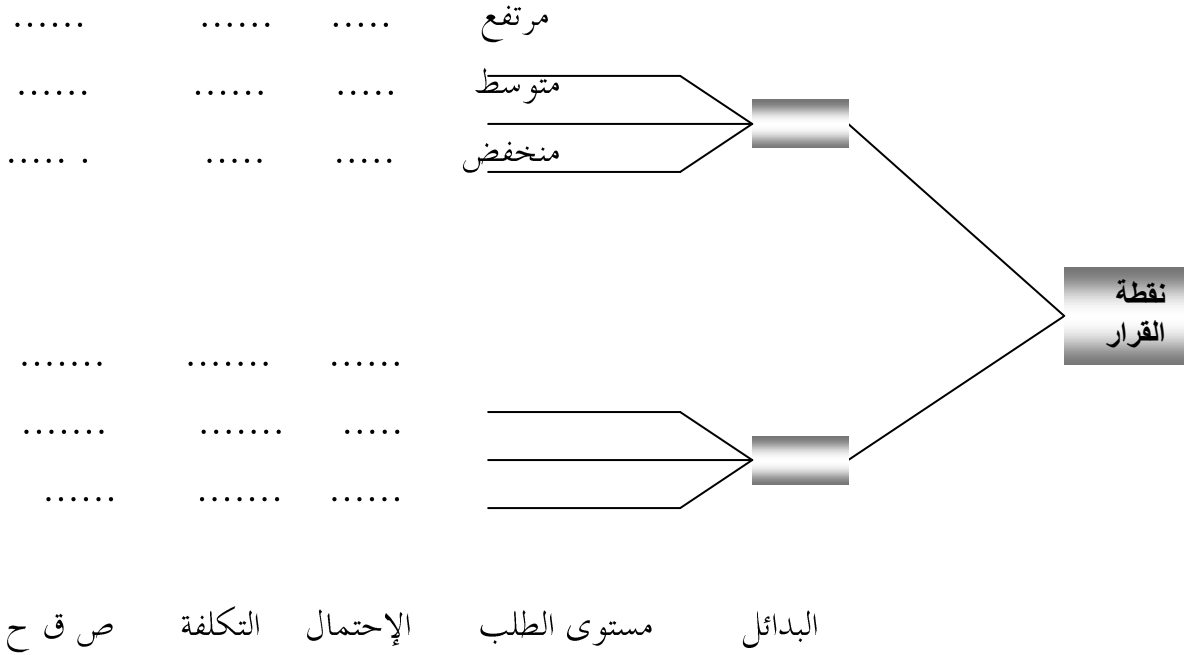 مرتفع ..... ...... ......
متوسط ..... ...... ......
منخفض ..... ..... . .....
نقطة
القرار
...... ....... .......
..... ....... .......
...... ....... ......
البدائل مستوى الطلب الإحتمال التكلفة ص ق ح